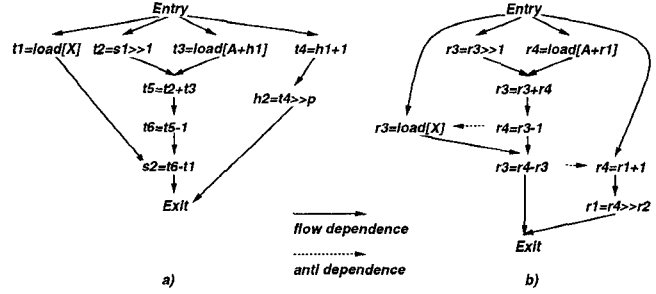 Entry
t1=load[X] t2=s1>>1 t3=load[A+h1] t4=h1+1
t5=t2+t3
h2=t4>>p
t6=t5-1
s2=t6-t1
Exit
a)
flow dependence
anti dependence
Entry
r3=r3>>1 r4=load[A+r1]
r3=r3+r4
r3=load[X] r4=r3-1
r3=r4-r3 r4=r1+1
r1=r4>>r2
Exit
b)